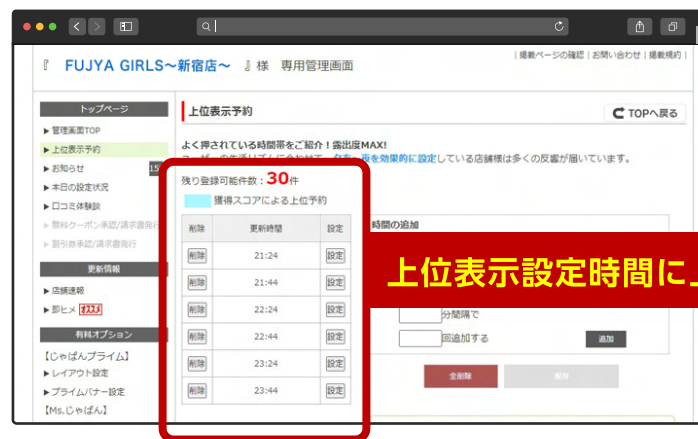 『 FUJYA GIRLS～新宿店～ 』様 専用管理画面
| 掲載ページの確認 | お問い合わせ | 掲載規約 |
トップページ
▶ 管理画面TOP
▶ 上位表示予約
▶ お知らせ
▶ 本日の設定状況
▶ 口コミ体験談
▶ 無料クーポン承認/請求書発行
▶ 割引券承認/請求書発行
更新情報
▶ 店舗速報
▶ 即ヒメ オススメ
有料オプション
【じゃぱんプライム】
▶ レイアウト設定
▶ プライムバナー設定
【Ms.じゃぱん】
上位表示予約
TOPへ戻る
よく押されている時間帯をご紹介！露出度MAX!
を効果的に設定している店舗様は多くの反響が届いています。
残り登録可能件数：30件
獲得スコアによる上位予約
削除 更新時間 設定
削除 21:24 設定
削除 21:44 設定
削除 22:24 設定
削除 22:44 設定
削除 23:24 設定
削除 23:44 設定
時間の追加
上位表示設定時間に
分間隔で
回追加する
追加
全削除
保存